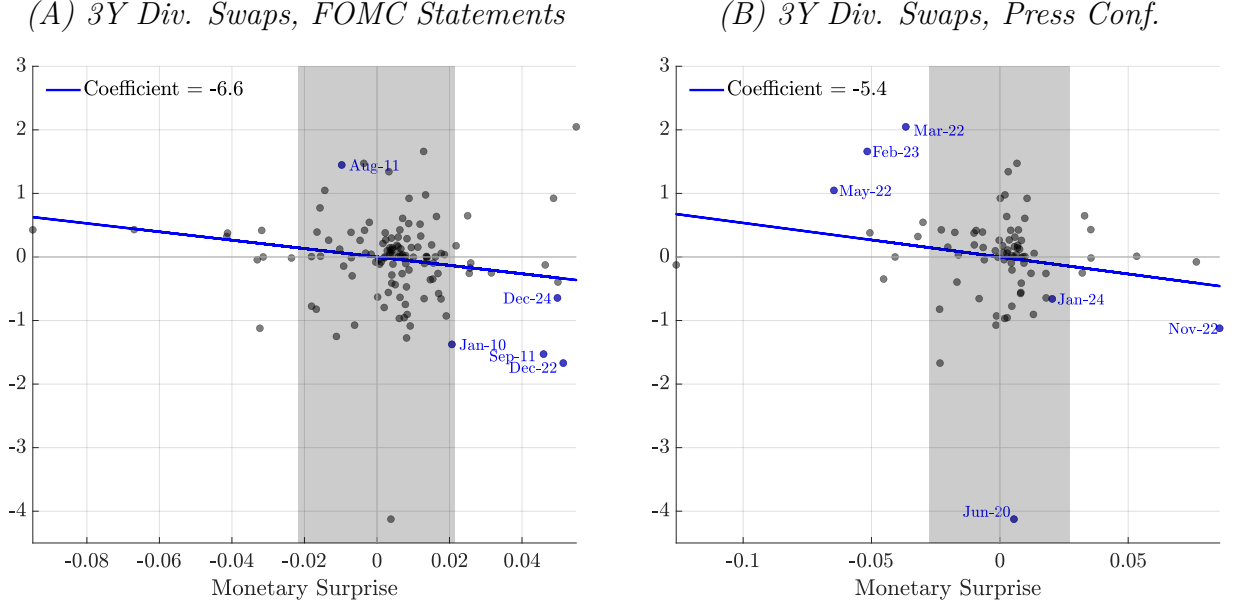 (A) 3Y Div. Swaps, FOMC Statements
3
2
1
0
-1
-2
-3
-4
Coefficient = -6.6
Aug-11
Dec-24
Jan-10
Sep-11
Dec-22
-0.08
-0.06
-0.04
-0.02
0
0.02
0.04
Monetary Surprise
(B) 3Y Div. Swaps, Press Conf.
3
2
1
0
-1
-2
-3
-4
Coefficient = -5.4
Mar-22
Feb-23
May-22
Jan-24
Nov-22
Jun-20
-0.1
-0.05
0
0.05
Monetary Surprise